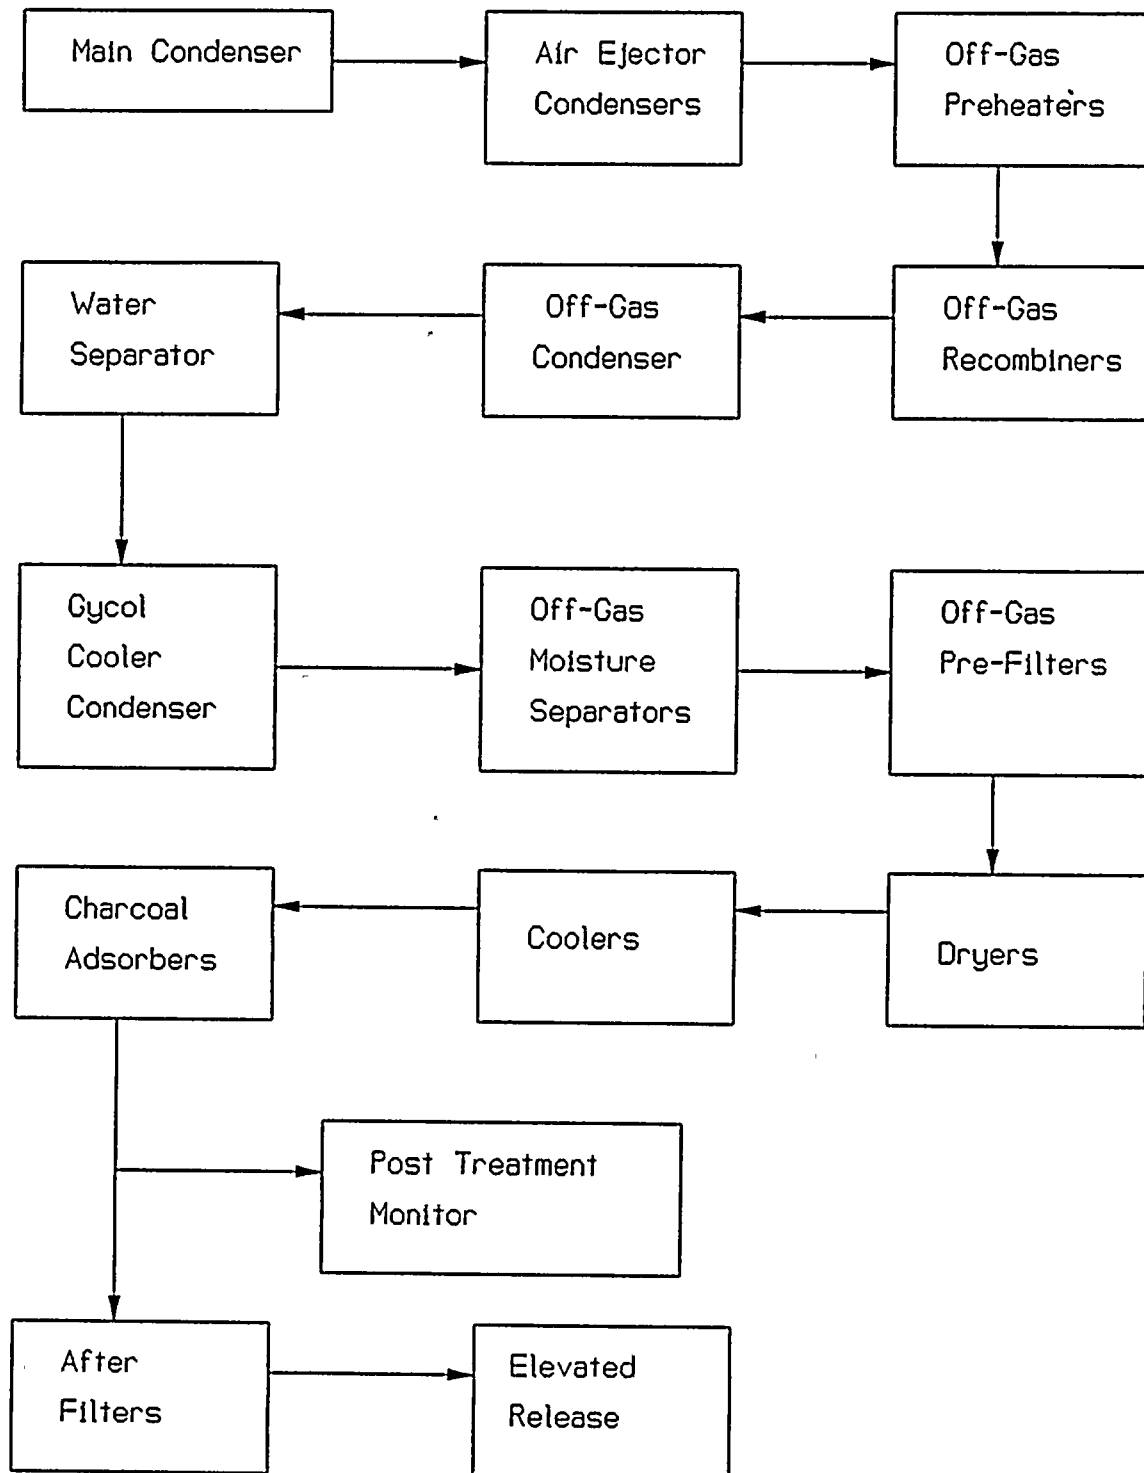 Main Condenser
Air Ejector
Condensers
Off-Gas
Preheaters
Water
Separator
Off-Gas
Condenser
Off-Gas
Recombiners
Gycol
Cooler
Condenser
Off-Gas
Moisture
Separators
Off-Gas
Pre-Filters
Charcoal
Adsorbers
Coolers
Dryers
Post Treatment
Monitor
After
Filters
Elevated
Release